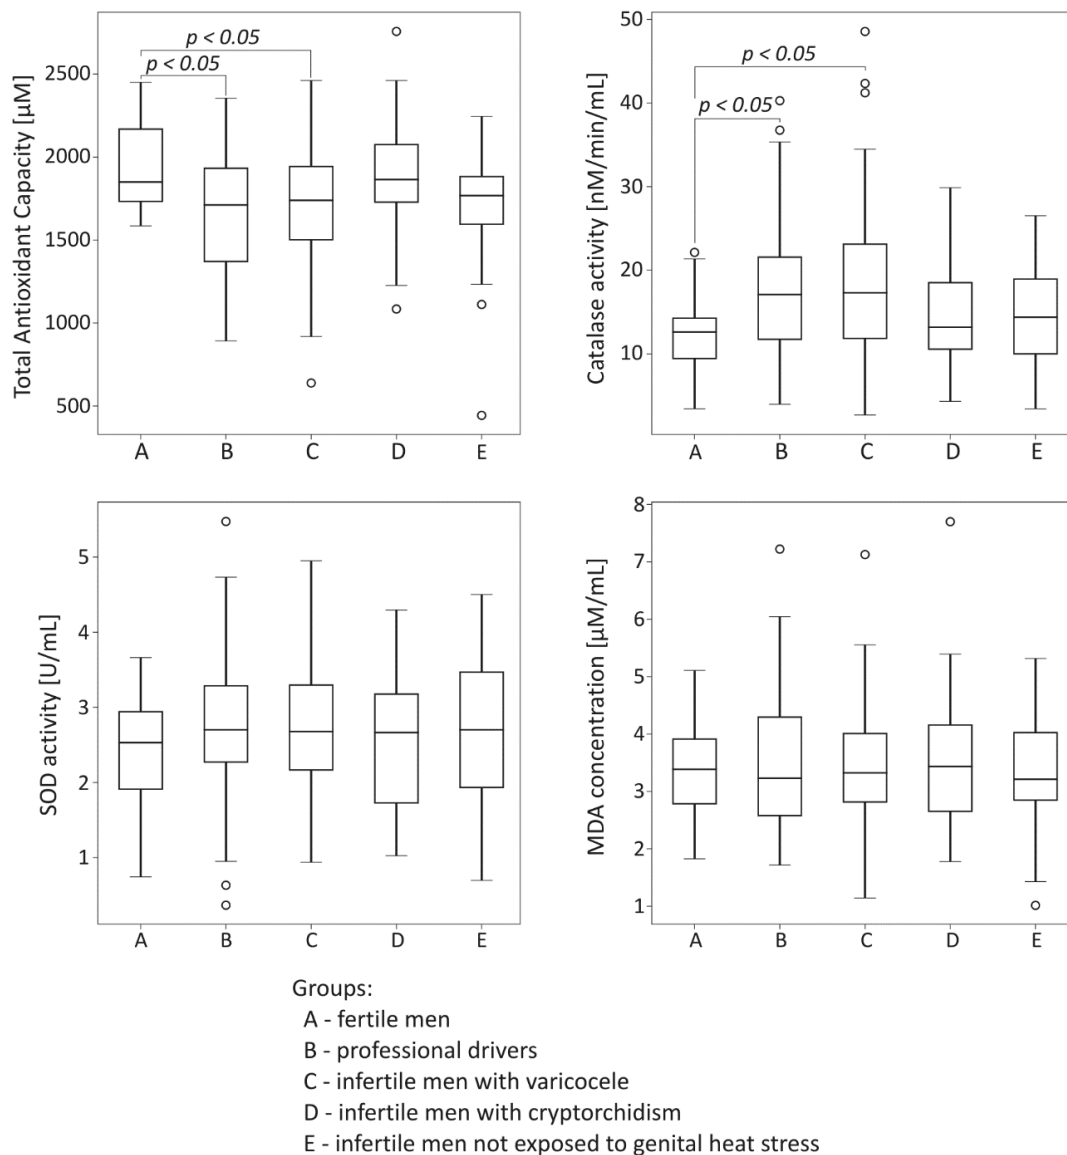 Total Antioxidant Capacity [µM]
2500
2000
1500
1000
500
p < 0.05
p < 0.05
A B C D E
Catalase activity [nM/min/mL]
50
40
30
20
10
p < 0.05
p < 0.05
A B C D E
SOD activity [U/mL]
5
4
3
2
1
A B C D E
MDA concentration [µM/mL]
8
7
6
5
4
3
2
1
A B C D E
Groups:
A - fertile men
B - professional drivers
C - infertile men with varicocele
D - infertile men with cryptorchidism
E - infertile men not exposed to genital heat stress